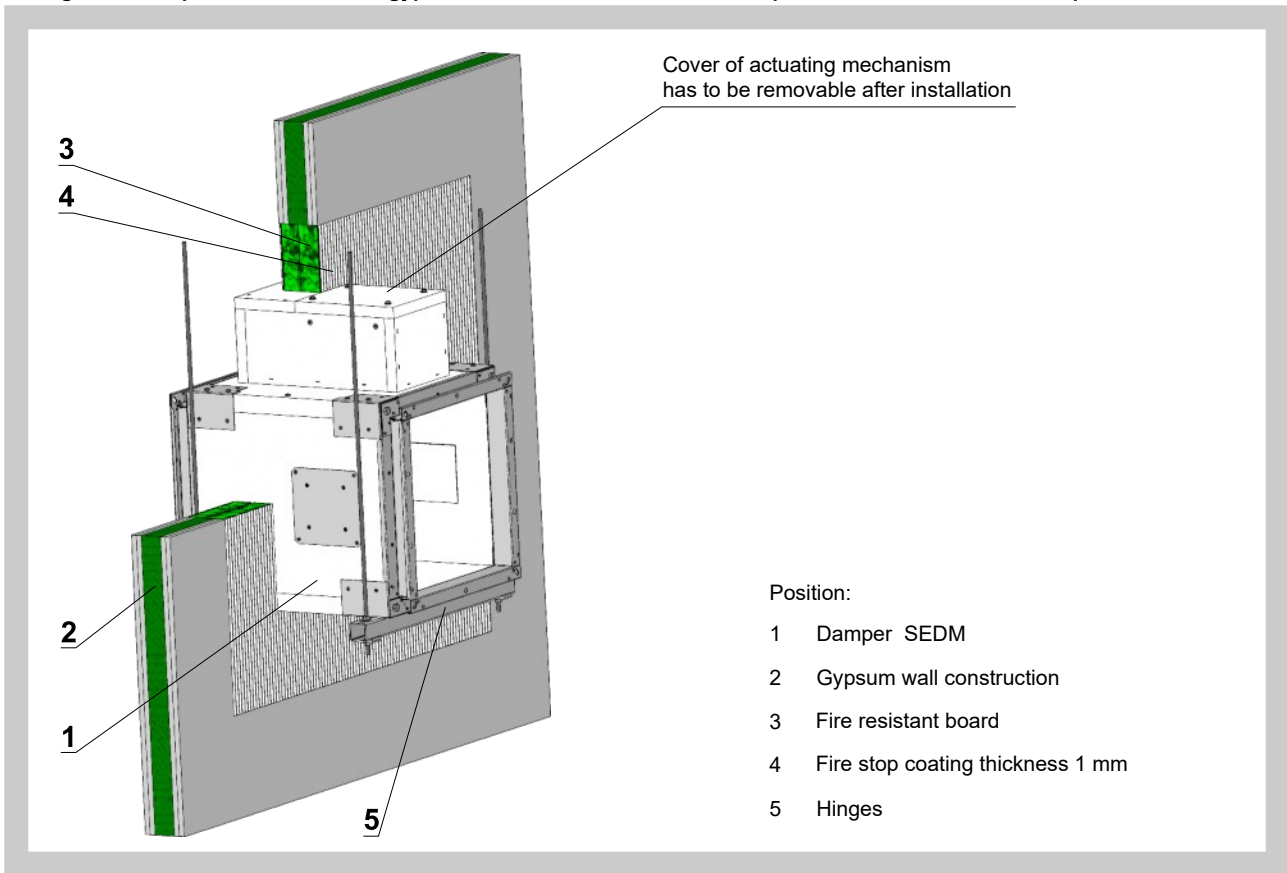 Cover of actuating mechanism
has to be removable after installation
3
4
2
1
5
Position:
1 Damper SEDM
2 Gypsum wall construction
3 Fire resistant board
4 Fire stop coating thickness 1 mm
5 Hinges